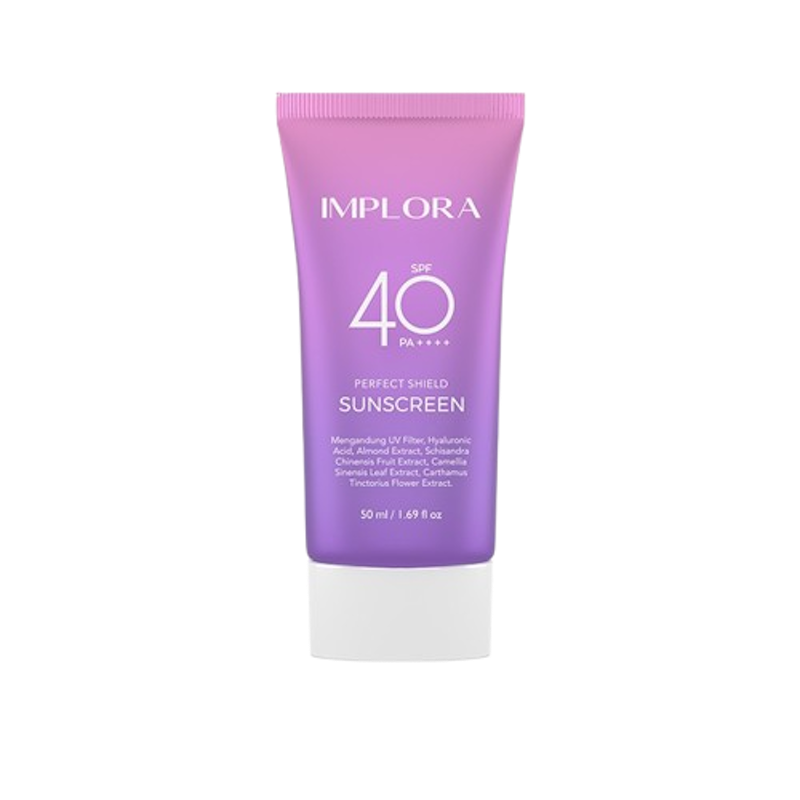 IMPLORA
SPF
40
PA++++
PERFECT SHIELD
SUNSCREEN
Mengandung UV Filter, Hyaluronic
Acid, Almond Extract, Schisandra
Chinensis Fruit Extract, Camellia
Sinensis Leaf Extract, Carthamus
Tinctorius Flower Extract.
50 ml / 1.69 fl oz